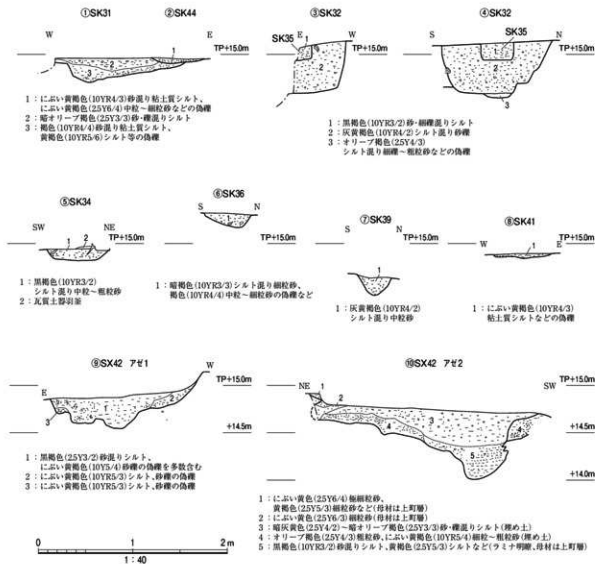 ①SK31
②SK44
W
E
TP+15.0m
1
2
3
1：にぶい黄褐色(10YR4/3)砂混り粘土質シルト、
にぶい黄褐色(2.5Y6/4)中粒～細粒砂などの偽礫
2：暗オリーブ褐色(2.5Y3/3)砂・礫混りシルト
3：褐色(10YR4/4)砂混り粘土質シルト、
黄褐色(10YR5/6)シルト等の偽礫
③SK32
E
W
SK35
1
2
TP+15.0m
④SK32
S
N
SK35
1
2
3
TP+15.0m
1：黒褐色(10YR3/2)砂・細礫混りシルト
2：灰黄褐色(10YR4/2)シルト混り砂礫
3：オリーブ褐色(2.5Y4/3)
シルト混り細礫～粗粒砂などの偽礫
⑤SK34
SW
NE
1
2
TP+15.0m
1：黒褐色(10YR3/2)
シルト混り中粒～粗粒砂
2：瓦質土器羽釜
⑥SK36
S
N
1
TP+15.0m
1：暗褐色(10YR3/3)シルト混り細粒砂、
褐色(10YR4/4)中粒～細粒砂の偽礫など
⑦SK39
S
N
TP+15.0m
1
1：灰黄褐色(10YR4/2)
シルト混り中粒砂
⑧SK41
W
E
1
TP+15.0m
1：にぶい黄褐色(10YR4/3)
粘土質シルトなどの偽礫
⑨SX42 アゼ1
E
W
TP+15.0m
+14.5m
1
2
3
1：黒褐色(2.5Y3/2)砂混りシルト、
にぶい黄褐色(10Y5/4)砂礫の偽礫を多数含む
2：にぶい黄褐色(10YR5/3)シルト、砂礫の偽礫
3：にぶい黄褐色(10YR5/3)シルト、砂礫の偽礫
⑩SX42 アゼ2
NE
SW
TP+15.0m
+14.5m
+14.0m
1
2
3
4
4
5
1：にぶい黄色(2.5Y6/4)極細粒砂、
黄褐色(2.5Y5/3)細粒砂など(母材は上町層)
2：にぶい黄色(2.5Y6/3)細粒砂(母材は上町層)
3：暗灰黄色(2.5Y4/2)～暗オリーブ褐色(2.5Y3/3)砂・礫混りシルト(埋め土)
4：オリーブ褐色(2.5Y4/3)粗粒砂、にぶい黄褐色(10YR5/4)細粒～粗粒砂(埋め土)
5：黒褐色(10YR3/2)砂混りシルト、黄褐色(2.5Y5/3)シルトなど(ラミナ明瞭、母材は上町層)
0
1
2m
1：40